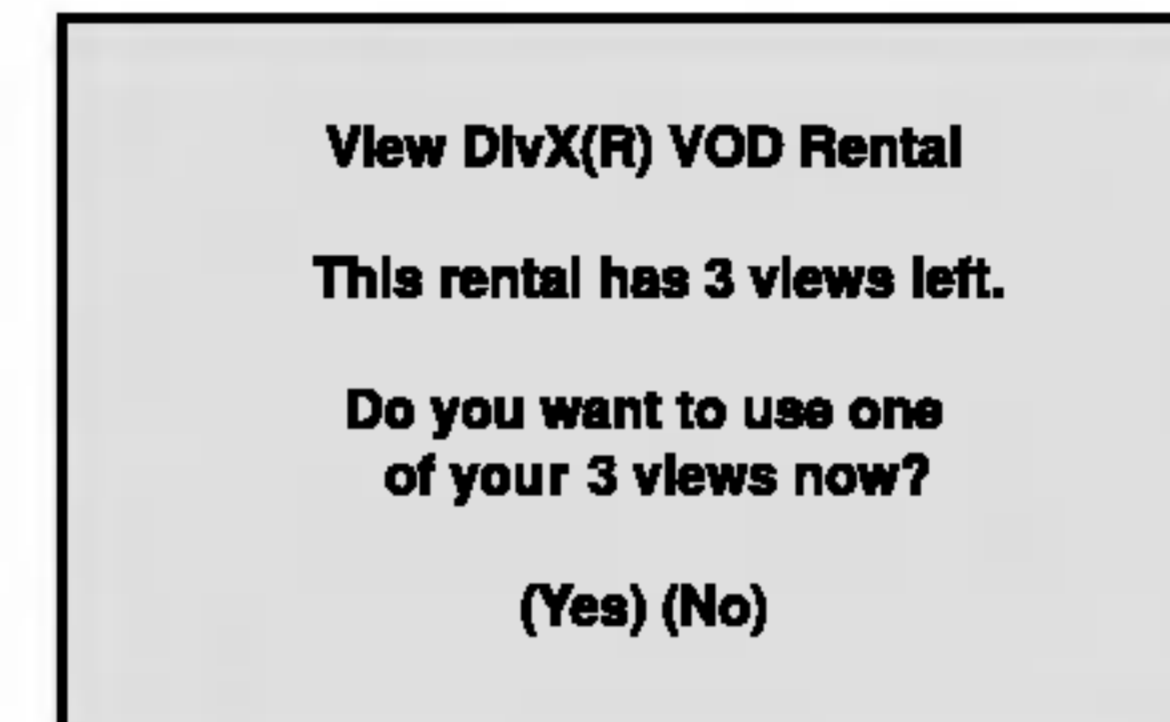 View DivX(R) VOD Rental
This rental has 3 views left.
Do you want to use one
of your 3 views now?
(Yes) (No)